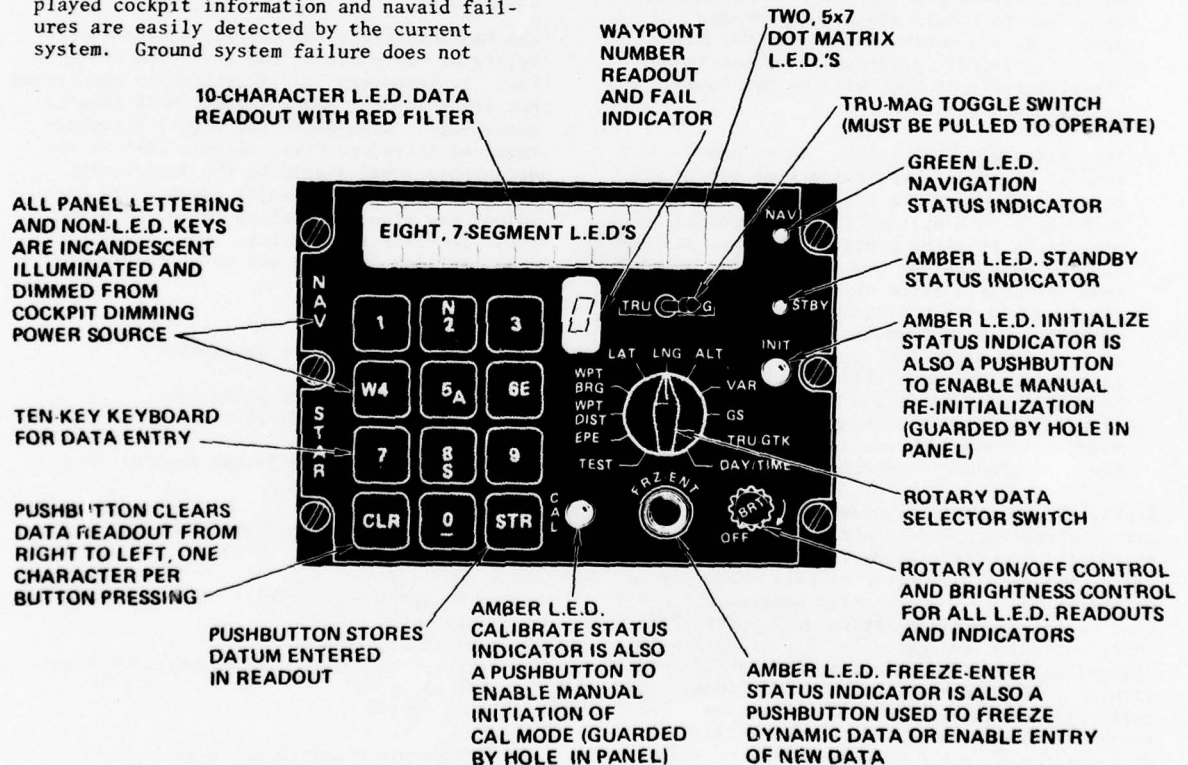 played cockpit information and navaid fail-
ures are easily detected by the current
system. Ground system failure does not
10-CHARACTER L.E.D. DATA
READOUT WITH RED FILTER
WAYPOINT
NUMBER
READOUT
AND FAIL
INDICATOR
TWO, 5x7
DOT MATRIX
L.E.D.'S
TRU-MAG TOGGLE SWITCH
(MUST BE PULLED TO OPERATE)
GREEN L.E.D.
NAVIGATION
STATUS INDICATOR
AMBER L.E.D. STANDBY
STATUS INDICATOR
AMBER L.E.D. INITIALIZE
STATUS INDICATOR IS
ALSO A PUSHBUTTON
TO ENABLE MANUAL
RE-INITIALIZATION
(GUARDED BY HOLE IN
PANEL)
ROTARY DATA
SELECTOR SWITCH
ROTARY ON/OFF CONTROL
AND BRIGHTNESS CONTROL
FOR ALL L.E.D. READOUTS
AND INDICATORS
ALL PANEL LETTERING
AND NON-L.E.D. KEYS
ARE INCANDESCENT
ILLUMINATED AND
DIMMED FROM
COCKPIT DIMMING
POWER SOURCE
TEN-KEY KEYBOARD
FOR DATA ENTRY
PUSHBUTTON CLEARS
DATA READOUT FROM
RIGHT TO LEFT, ONE
CHARACTER PER
BUTTON PRESSING
PUSHBUTTON STORES
DATUM ENTERED
IN READOUT
AMBER L.E.D.
CALIBRATE STATUS
INDICATOR IS ALSO
A PUSHBUTTON TO
ENABLE MANUAL
INITIATION OF
CAL MODE (GUARDED
BY HOLE IN PANEL)
AMBER L.E.D. FREEZE-ENTER
STATUS INDICATOR IS ALSO A
PUSHBUTTON USED TO FREEZE
DYNAMIC DATA OR ENABLE ENTRY
OF NEW DATA
EIGHT, 7-SEGMENT L.E.D'S
NAV
STBY
INIT
NAV
STAR
1
N
2
3
W4
5A
6E
7
8
S
9
CLR
0
STR
0
TRU
G
LAT
LNG
ALT
VAR
GS
TRU GTK
DAY/TIME
WPT
BRG
WPT
DIST
EPE
TEST
CAL
FRZ ENT
BRT
OFF